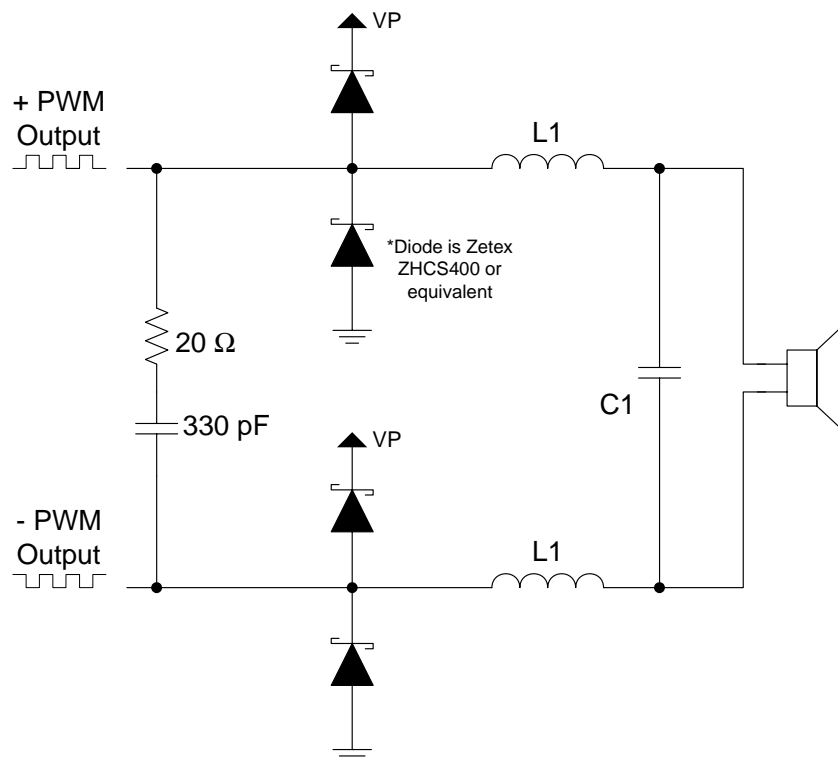 VP
+ PWM
Output
L1
*Diode is Zetex
ZHCS400 or
equivalent
20 Ω
330 pF
C1
VP
- PWM
Output
L1